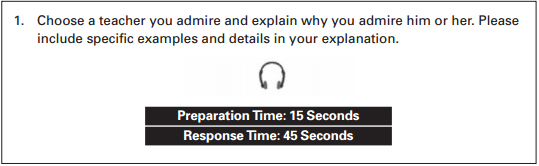 1. Choose a teacher you admire and explain why you admire him or her. Please
include specific examples and details in your explanation.
Preparation Time: 15 Seconds
Response Time: 45 Seconds